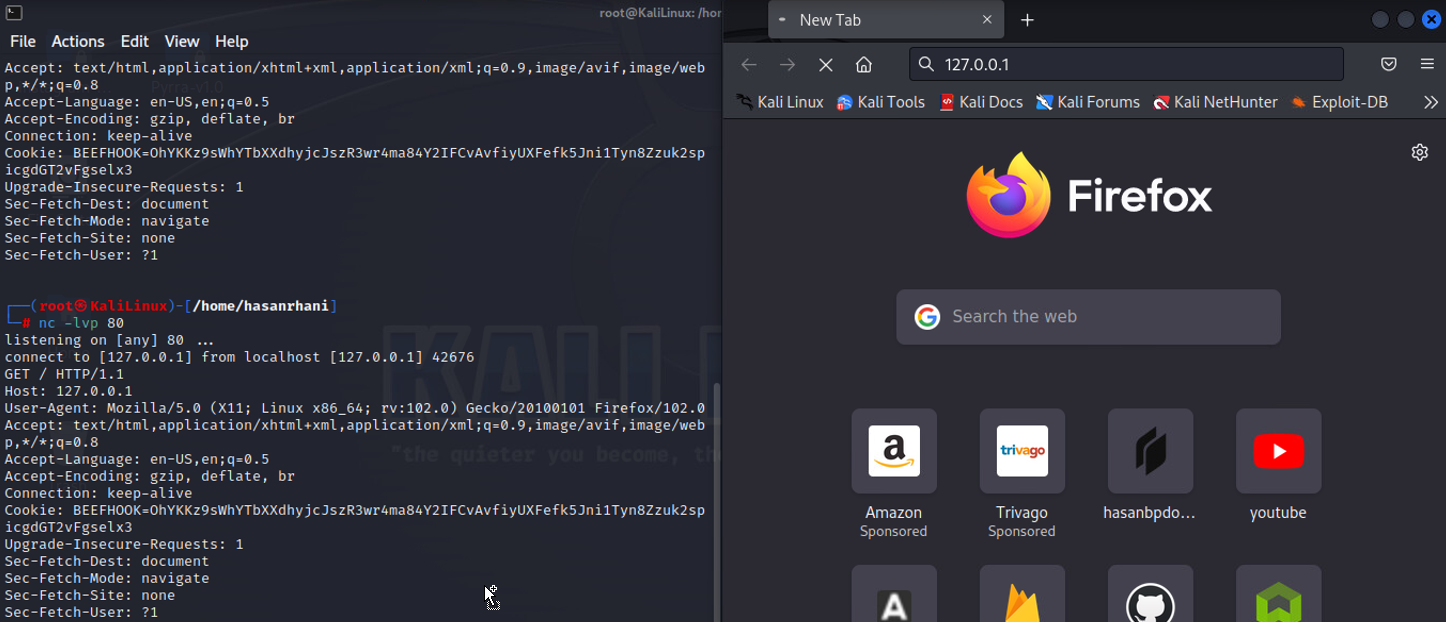 root@KaliLinux: /hor
File Actions Edit View Help
Accept: text/html,application/xhtml+xml,application/xml;q=0.9,image/avif,image/web
p,*/*;q=0.8
Accept-Language: en-US,en;q=0.5
Accept-Encoding: gzip, deflate, br
Connection: keep-alive
Cookie: BEEFHOOK=OhYKKz9sWhYTbXXdhyjcJszR3wr4ma84Y2IFCvAvfiyUXFefk5Jni1Tyn8Zzuk2sp
icgdGT2vFgselx3
Upgrade-Insecure-Requests: 1
Sec-Fetch-Dest: document
Sec-Fetch-Mode: navigate
Sec-Fetch-Site: none
Sec-Fetch-User: ?1
┌──(root㉿KaliLinux)-[/home/hasanrhani]
└─# nc -lvp 80
listening on [any] 80 ...
connect to [127.0.0.1] from localhost [127.0.0.1] 42676
GET / HTTP/1.1
Host: 127.0.0.1
User-Agent: Mozilla/5.0 (X11; Linux x86_64; rv:102.0) Gecko/20100101 Firefox/102.0
Accept: text/html,application/xhtml+xml,application/xml;q=0.9,image/avif,image/web
p,*/*;q=0.8
Accept-Language: en-US,en;q=0.5
Accept-Encoding: gzip, deflate, br
Connection: keep-alive
Cookie: BEEFHOOK=OhYKKz9sWhYTbXXdhyjcJszR3wr4ma84Y2IFCvAvfiyUXFefk5Jni1Tyn8Zzuk2sp
icgdGT2vFgselx3
Upgrade-Insecure-Requests: 1
Sec-Fetch-Dest: document
Sec-Fetch-Mode: navigate
Sec-Fetch-Site: none
Sec-Fetch-User: ?1
KALI
"the quieter you become, th
New Tab
127.0.0.1
Kali Linux Kali Tools Kali Docs Kali Forums Kali NetHunter Exploit-DB
Firefox
Search the web
a trivago
Amazon Trivago hasanbpdo... youtube
Sponsored Sponsored
A